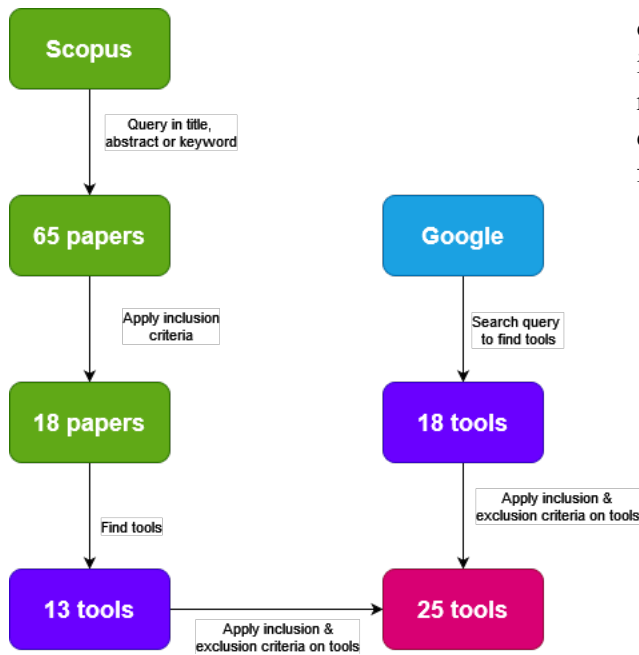 Scopus
Query in title,
abstract or keyword
65 papers
Google
Apply inclusion
criteria
Search query
to find tools
18 papers
18 tools
Find tools
Apply inclusion &
exclusion criteria on tools
13 tools
25 tools
Apply inclusion &
exclusion criteria on tools